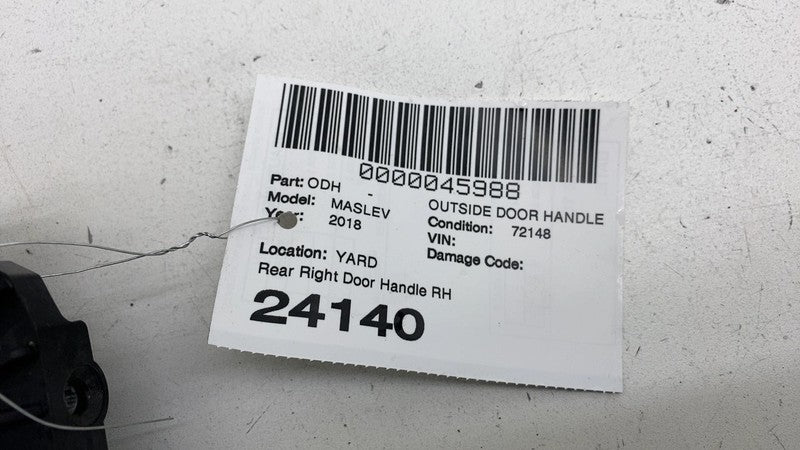 0000045988
Part: ODH - OUTSIDE DOOR HANDLE
Model: MASLEV Condition: 72148
Year: 2018 VIN:
Damage Code:
Location: YARD
Rear Right Door Handle RH
24140